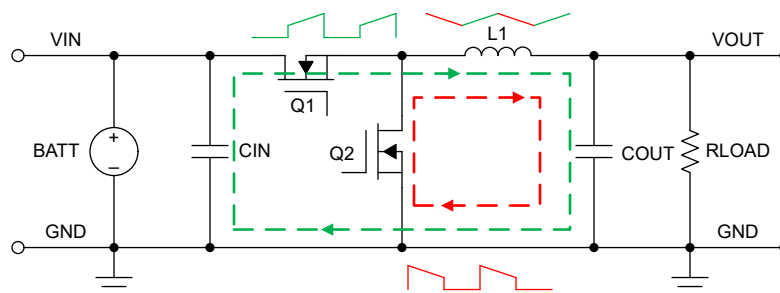 VIN
L1
VOUT
Q1
BATT
+
–
CIN
Q2
COUT
RLOAD
GND
GND